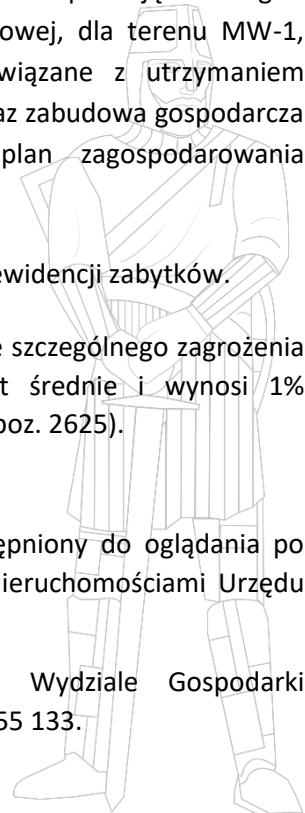 owej, dla terenu MW-1,
wiązane z utrzymaniem
az zabudowa gospodarcza
plan zagospodarowania
ewidencji zabytków.
e szczególnego zagrożenia
t średnie i wynosi 1%
poz. 2625).
ępniony do oglądania po
ieruchomościami Urzędu
Wydziale Gospodarki
55 133.